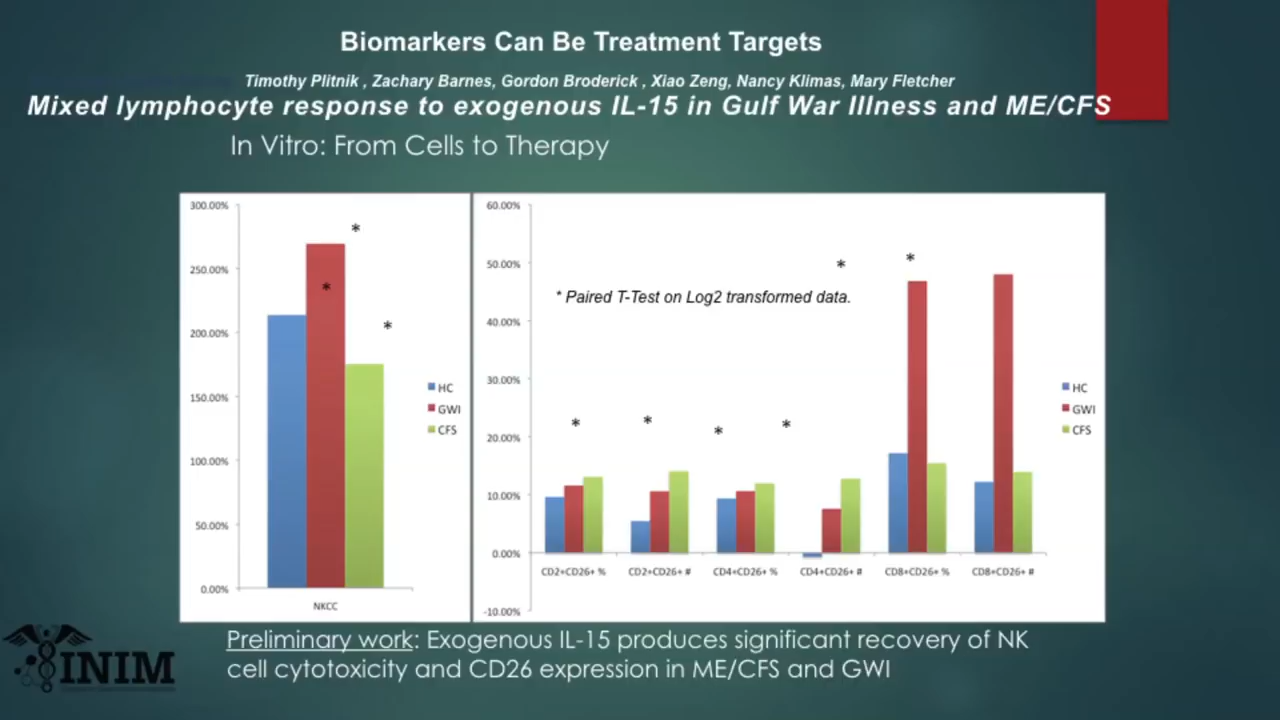 Biomarkers Can Be Treatment Targets
Timothy Plitnik , Zachary Barnes, Gordon Broderick , Xiao Zeng, Nancy Klimas, Mary Fletcher
Mixed lymphocyte response to exogenous IL-15 in Gulf War Illness and ME/CFS
In Vitro: From Cells to Therapy
300.00%
250.00%
200.00%
150.00%
100.00%
50.00%
0.00%
NKCC
*
*
*
HC
GWI
CFS
60.00%
50.00%
40.00%
30.00%
20.00%
10.00%
0.00%
-10.00%
* *
* Paired T-Test on Log2 transformed data.
* * * *
CD2+CD26+ % CD2+CD26+ # CD4+CD26+ % CD4+CD26+ # CD8+CD26+ % CD8+CD26+ #
HC
GWI
CFS
Preliminary work: Exogenous IL-15 produces significant recovery of NK
cell cytotoxicity and CD26 expression in ME/CFS and GWI
INIM